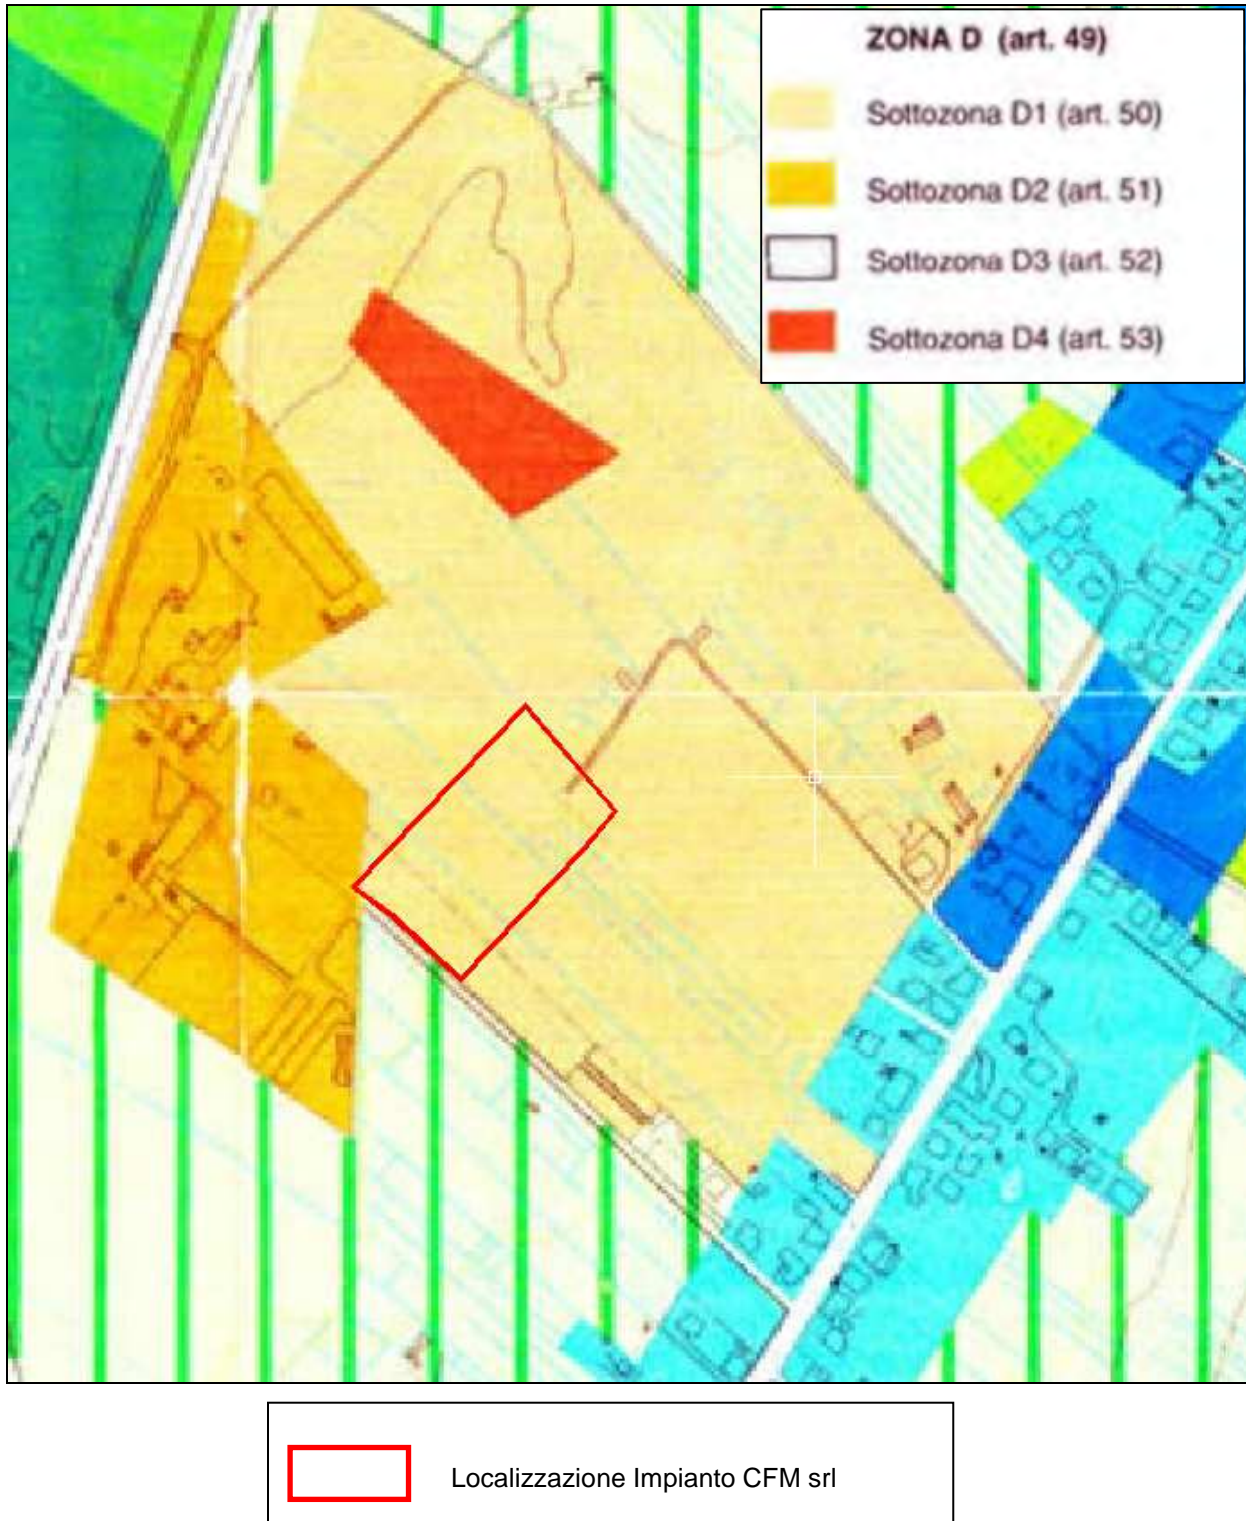 ZONA D (art. 49)
Sottozona D1 (art. 50)
Sottozona D2 (art. 51)
Sottozona D3 (art. 52)
Sottozona D4 (art. 53)
Localizzazione Impianto CFM srl